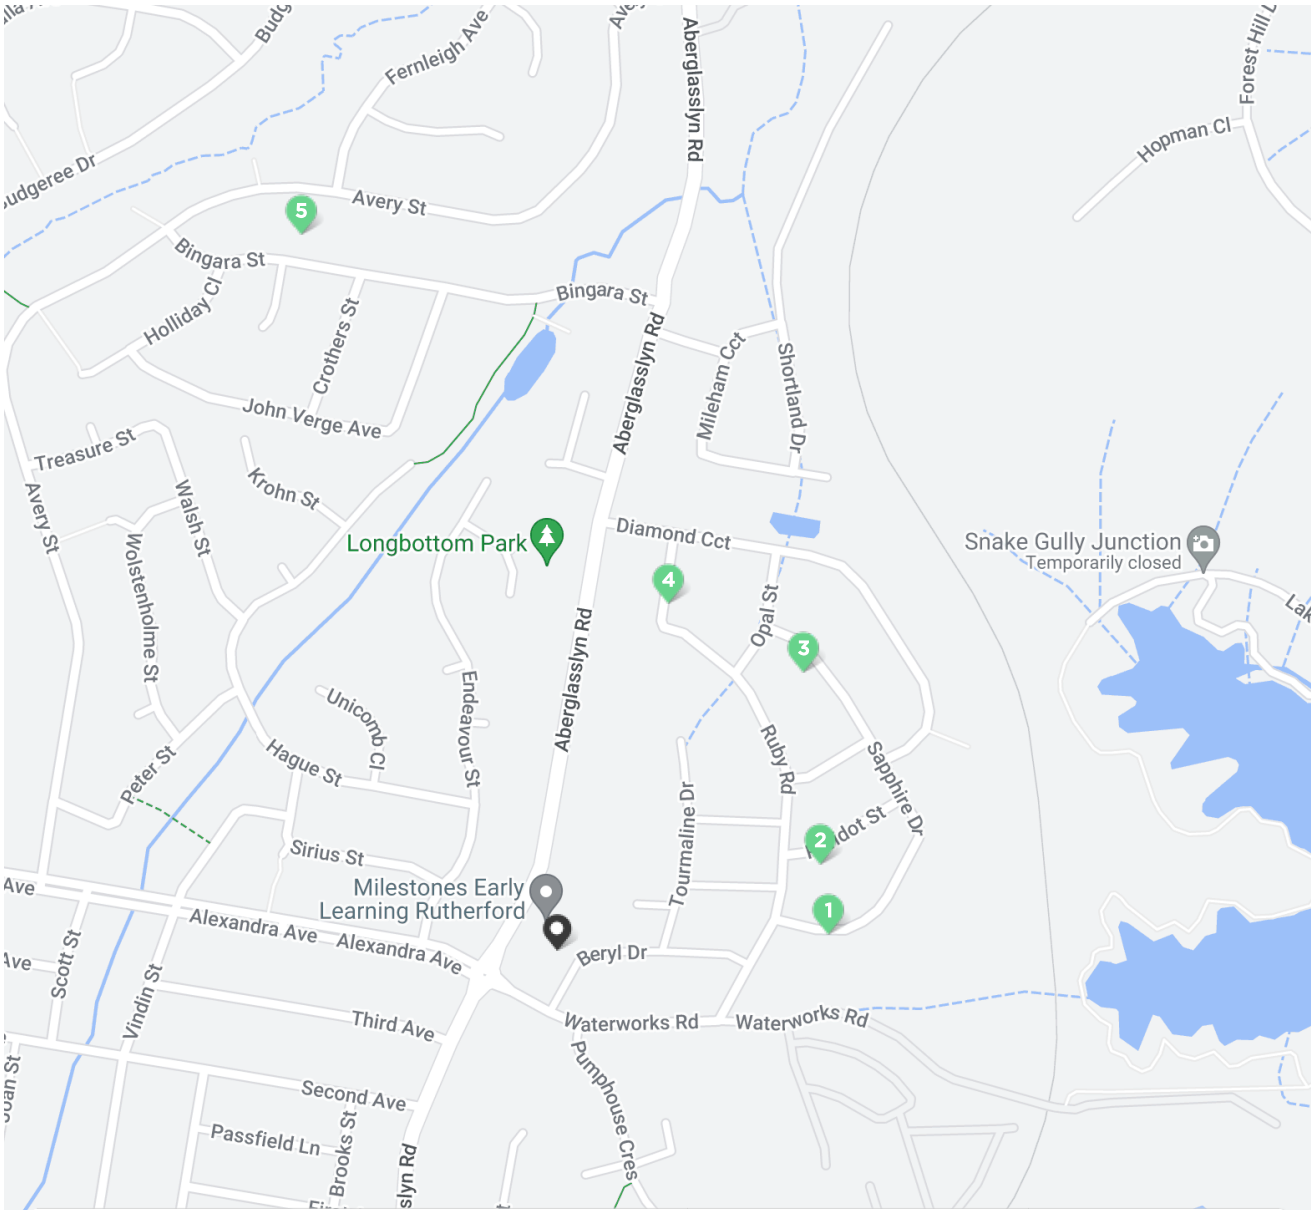 Budg
Fernleigh Ave
Aberglasslyn Rd
Forest Hill L
Hopman Cl
Budgeree Dr
Avery St
5
Bingara St
Holliday Cl
Bingara St
Crothers St
Aberglasslyn Rd
Mileham Cct
Shortland Dr
John Verge Ave
Treasure St
Krohn St
Walsh St
Avery St
Diamond Cct
Longbottom Park
Snake Gully Junction
Temporarily closed
Wolstenholme St
4
Opal St
3
Lak
Aberglasslyn Rd
Endeavour St
Unicomb Cl
Hague St
Peter St
Ruby Rd
Sapphire Dr
Tourmaline Dr
2
Sirius St
Milestones Early
Learning Rutherford
1
Ave
Alexandra Ave
Alexandra Ave
Beryl Dr
Ave
Scott St
Vindin St
Third Ave
Waterworks Rd
Waterworks Rd
Pumphouse Cres
Second Ave
Passfield Ln
Brooks St
slyn Rd